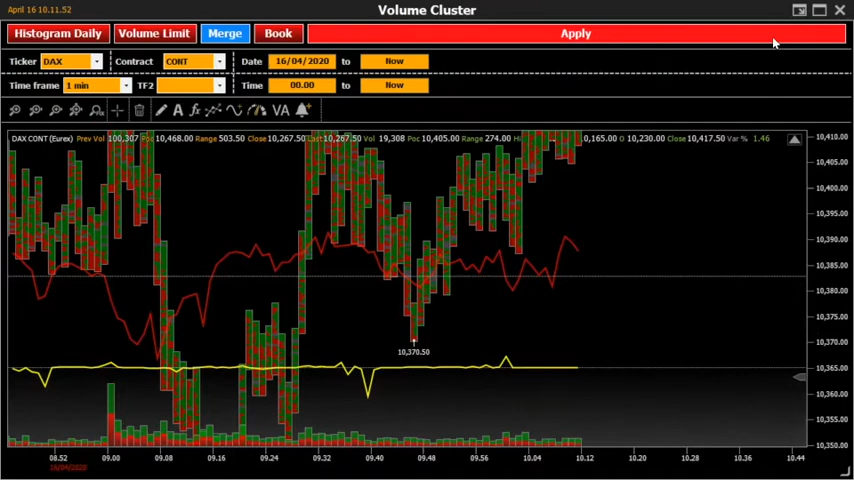 April 16 10.11.52
Volume Cluster
Histogram Daily Volume Limit Merge Book Apply
Ticker DAX Contract CONT Date 16/04/2020 to Now
Time frame 1 min TF2 Time 00.00 to Now
A fx VA
DAX CONT (Eurex) Prev Vol 100,307 Poc 10,468.00 Range 503.50 Close 10,267.50 Last 10,267.50 Vol 19,308 Poc 10,405.00 Range 274.00 0,165.00 O 10,230.00 Close 10,417.50 Var % 1.46
10,410.00
10,405.00
10,400.00
10,395.00
10,390.00
10,385.00
10,380.00
10,375.00
10,370.00
10,370.50
10,365.00
10,360.00
10,355.00
10,350.00
08.52 09.00 09.08 09.16 09.24 09.32 09.40 09.48 09.56 10.04 10.12 10.20 10.28 10.36 10.44
16/04/2020